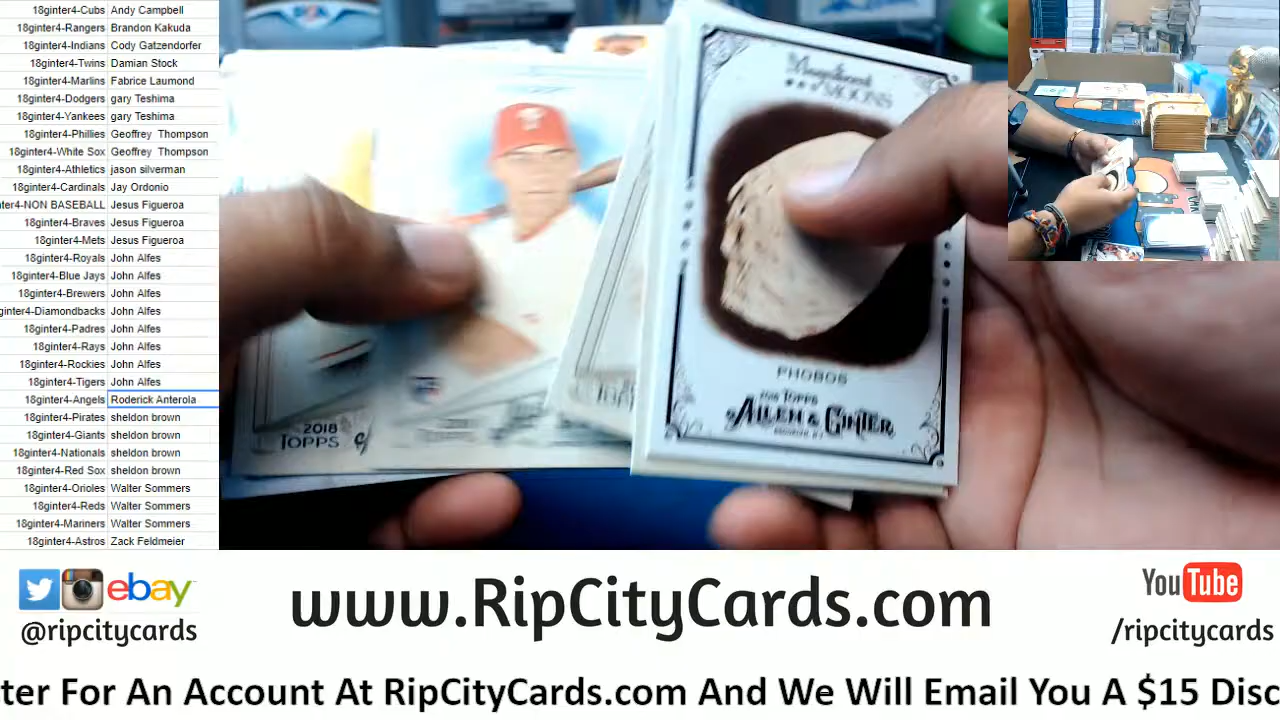 18ginter4-Cubs Andy Campbell
18ginter4-Rangers Brandon Kakuda
18ginter4-Indians Cody Gatzendorfer
18ginter4-Twins Damian Stock
18ginter4-Marlins Fabrice Laumond
18ginter4-Dodgers gary Teshima
18ginter4-Yankees gary Teshima
18ginter4-Phillies Geoffrey Thompson
18ginter4-White Sox Geoffrey Thompson
18ginter4-Athletics jason silverman
18ginter4-Cardinals Jay Ordonio
nter4-NON BASEBALL Jesus Figueroa
18ginter4-Braves Jesus Figueroa
18ginter4-Mets Jesus Figueroa
18ginter4-Royals John Alfes
18ginter4-Blue Jays John Alfes
18ginter4-Brewers John Alfes
ginter4-Diamondbacks John Alfes
18ginter4-Padres John Alfes
18ginter4-Rays John Alfes
18ginter4-Rockies John Alfes
18ginter4-Tigers John Alfes
18ginter4-Angels Roderick Anterola
18ginter4-Pirates sheldon brown
18ginter4-Giants sheldon brown
18ginter4-Nationals sheldon brown
18ginter4-Red Sox sheldon brown
18ginter4-Orioles Walter Sommers
18ginter4-Reds Walter Sommers
18ginter4-Mariners Walter Sommers
18ginter4-Astros Zack Feldmeier
2018
TOPPS
Magnificent
MOONS
PHOBOS
TOPPS
ALLEN & GINTER
ebay
@ripcitycards
www.RipCityCards.com
YouTube
/ripcitycards
ter For An Account At RipCityCards.com And We Will Email You A $15 Disc